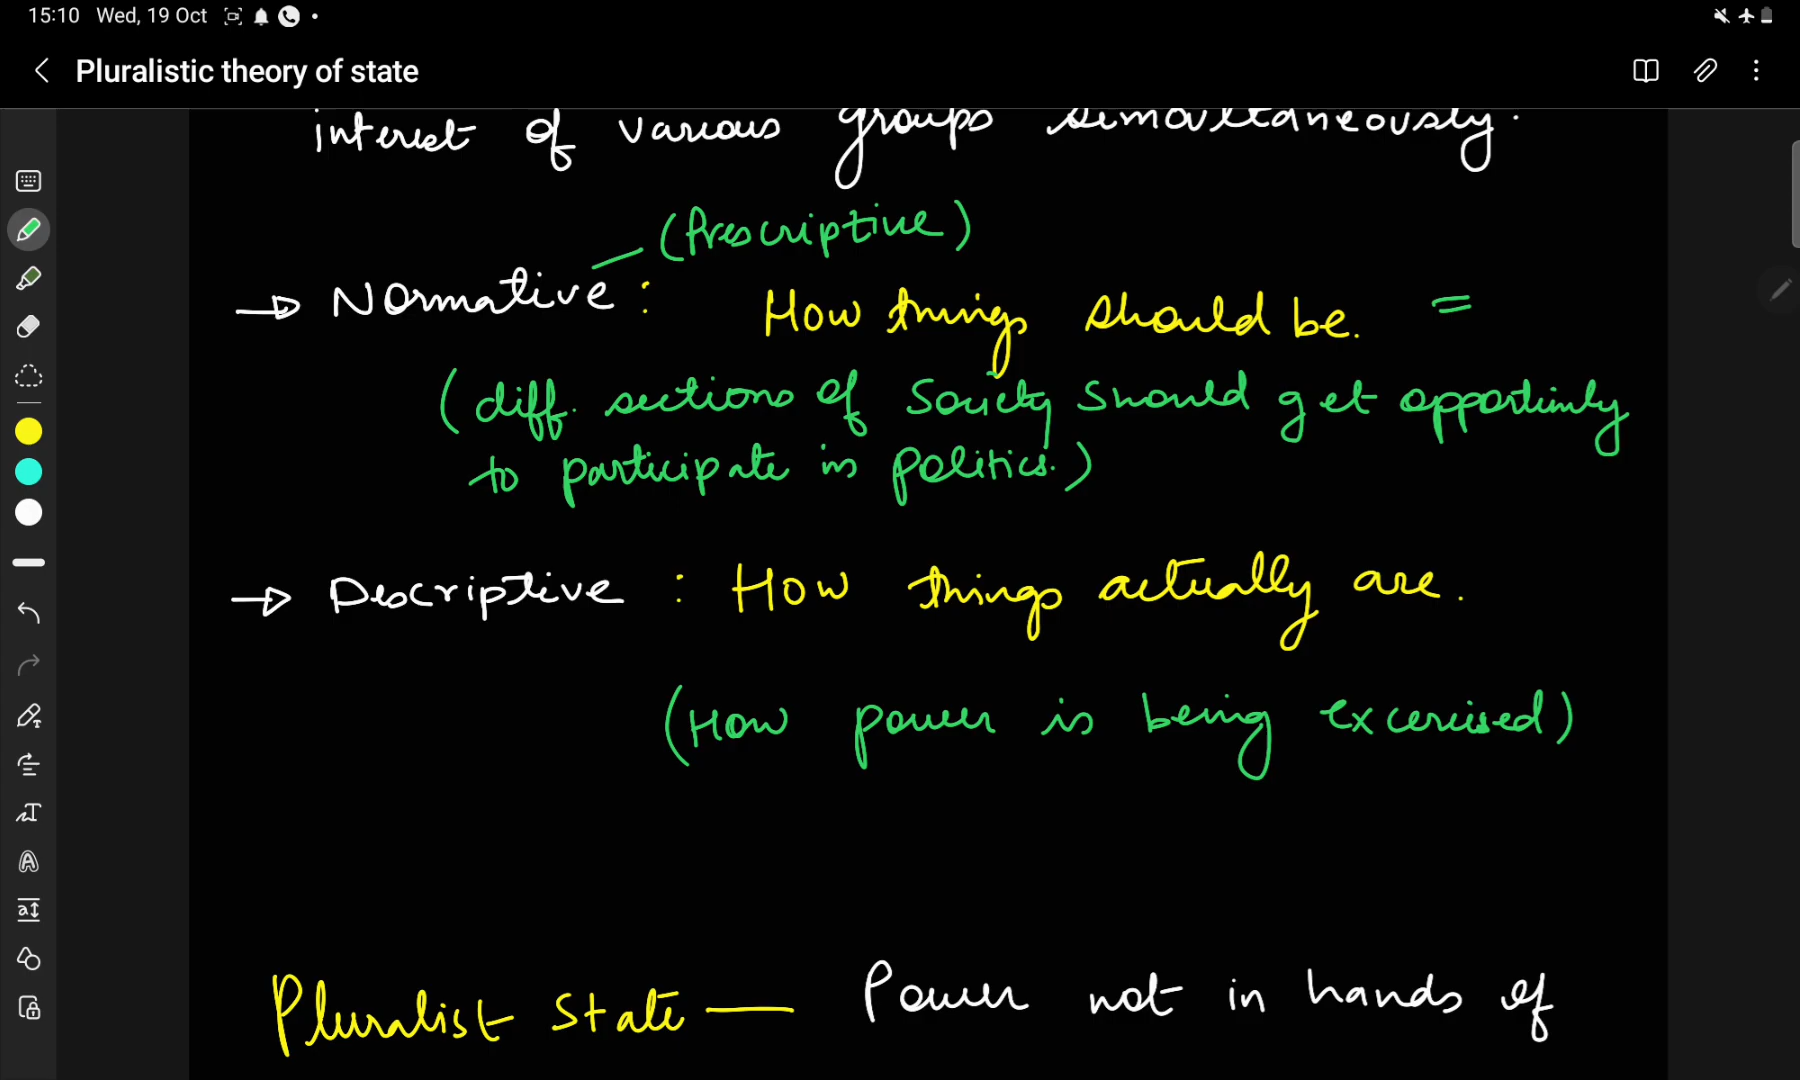 15:10 Wed, 19 Oct
Pluralistic theory of state
interest of various groups simoultaneously.
(Prescriptive)
→ Normative : How things should be. =
(diff. sections of society should get opportunity
to participate in politics.)
→ Descriptive : How things actually are.
(How power is being excercised)
Pluralist State — Power not in hands of